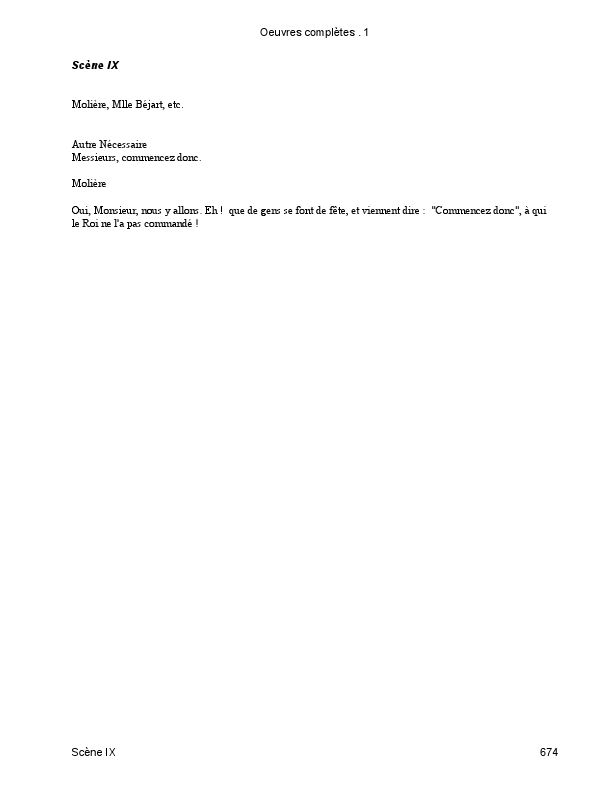 Oeuvres complètes . 1
Scène IX
Molière, Mlle Béjart, etc.
Autre Nécessaire
Messieurs, commencez donc.
Molière
Oui, Monsieur, nous y allons. Eh !  que de gens se font de fête, et viennent dire :  "Commencez donc", à qui
le Roi ne l'a pas commandé !
Scène IX
674